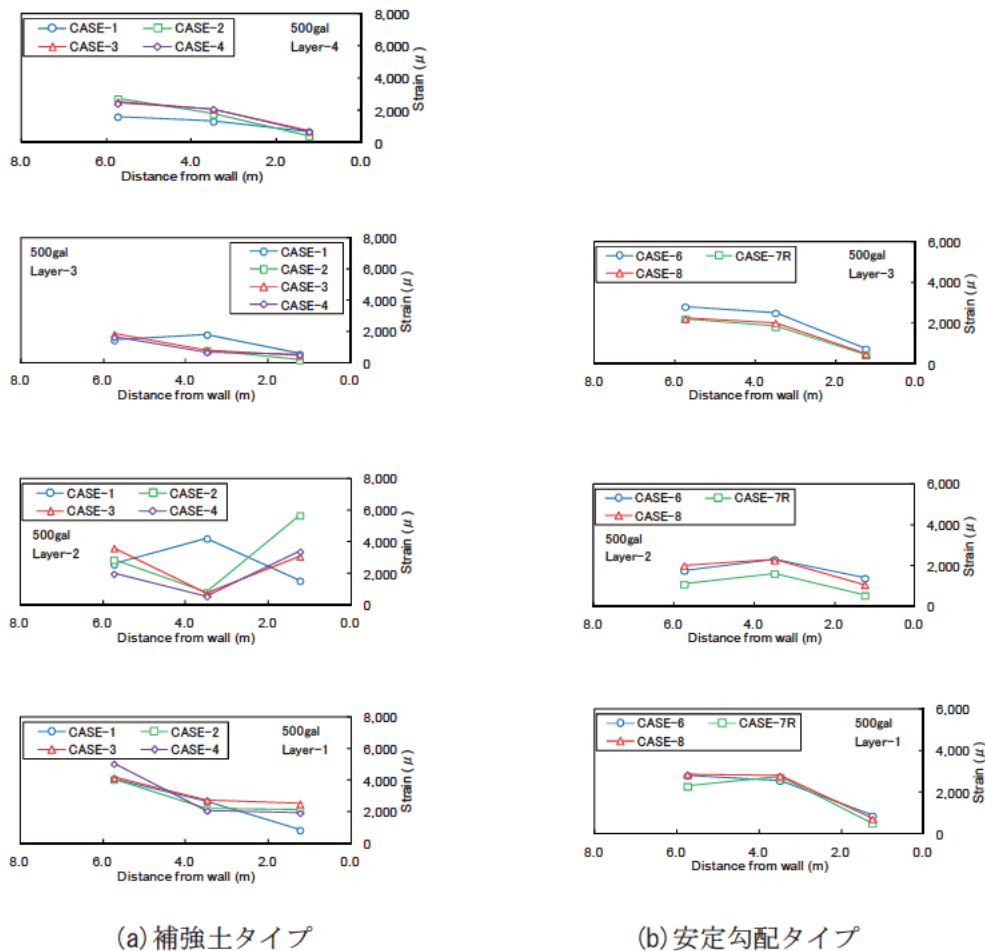 CASE-1 CASE-2 500gal
CASE-3 CASE-4 Layer-4
8,000
6,000
4,000
2,000
0
Strain (μ)
8.0 6.0 4.0 2.0 0.0
Distance from wall (m)
500gal
Layer-3
CASE-1
CASE-2
CASE-3
CASE-4
8,000
6,000
4,000
2,000
0
Strain (μ)
8.0 6.0 4.0 2.0 0.0
Distance from wall (m)
CASE-6 CASE-7R 500gal
CASE-8 Layer-3
6,000
4,000
2,000
0
Strain (μ)
8.0 6.0 4.0 2.0 0.0
Distance from wall (m)
CASE-1 CASE-2
CASE-3 CASE-4
500gal
Layer-2
8,000
6,000
4,000
2,000
0
Strain (μ)
8.0 6.0 4.0 2.0 0.0
Distance from wall (m)
CASE-6 CASE-7R
CASE-8
500gal
Layer-2
6,000
4,000
2,000
0
Strain (μ)
8.0 6.0 4.0 2.0 0.0
Distance from wall (m)
CASE-1 CASE-2 500gal
CASE-3 CASE-4 Layer-1
8,000
6,000
4,000
2,000
0
Strain (μ)
8.0 6.0 4.0 2.0 0.0
Distance from wall (m)
CASE-6 CASE-7R 500gal
CASE-8 Layer-1
6,000
4,000
2,000
0
Strain (μ)
8.0 6.0 4.0 2.0 0.0
Distance from wall (m)
(a)補強土タイプ
(b)安定勾配タイプ